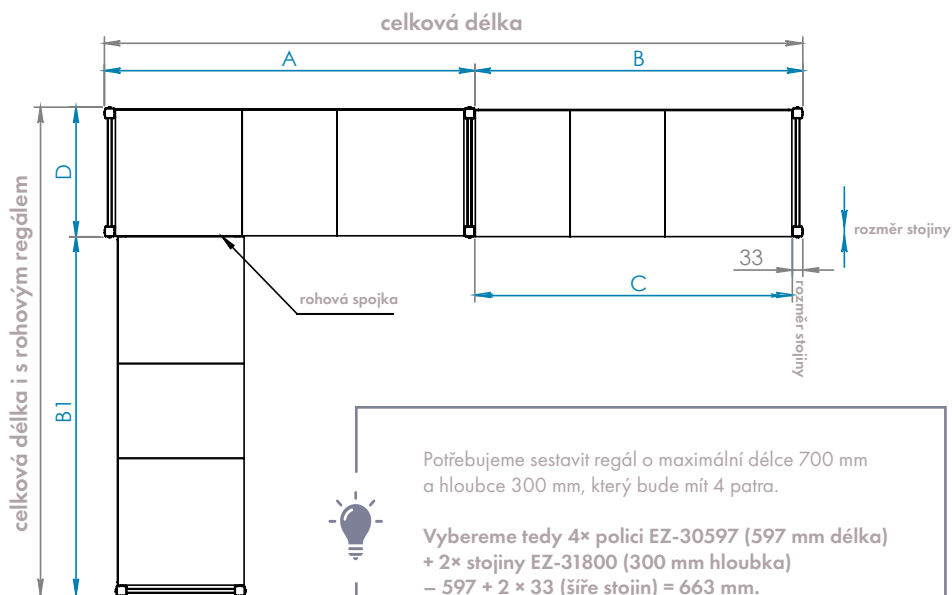 celková délka
A
B
D
rozměr stojiny
33
C
rozměr stojiny
rohová spojka
B1
celková délka i s rohovým regálem
Potřebujeme sestavit regál o maximální délce 700 mm
a hloubce 300 mm, který bude mít 4 patra.
Vybereme tedy 4× polici EZ-30597 (597 mm délka)
+ 2× stojiny EZ-31800 (300 mm hloubka)
– 597 + 2 × 33 (šíře stojin) = 663 mm.